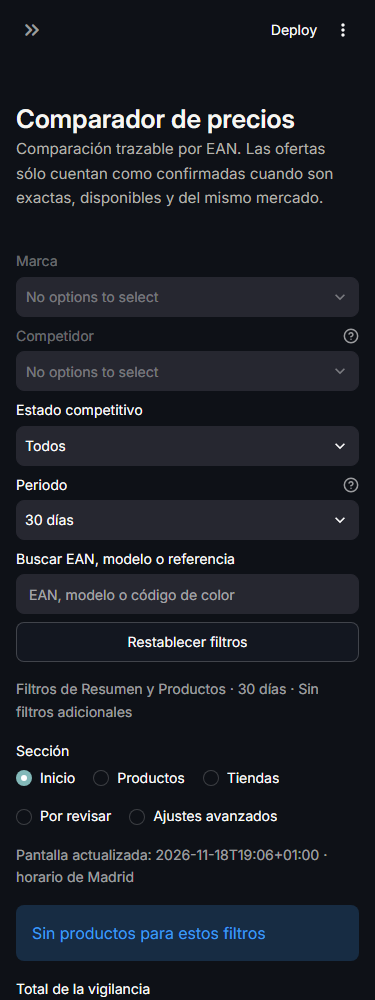 Deploy
Comparador de precios
Comparación trazable por EAN. Las ofertas
sólo cuentan como confirmadas cuando son
exactas, disponibles y del mismo mercado.
Marca
No options to select
Competidor
No options to select
Estado competitivo
Todos
Periodo
30 días
Buscar EAN, modelo o referencia
EAN, modelo o código de color
Restablecer filtros
Filtros de Resumen y Productos · 30 días · Sin
filtros adicionales
Sección
Inicio Productos Tiendas
Por revisar Ajustes avanzados
Pantalla actualizada: 2026-11-18T19:06+01:00 ·
horario de Madrid
Sin productos para estos filtros
Total de la vigilancia